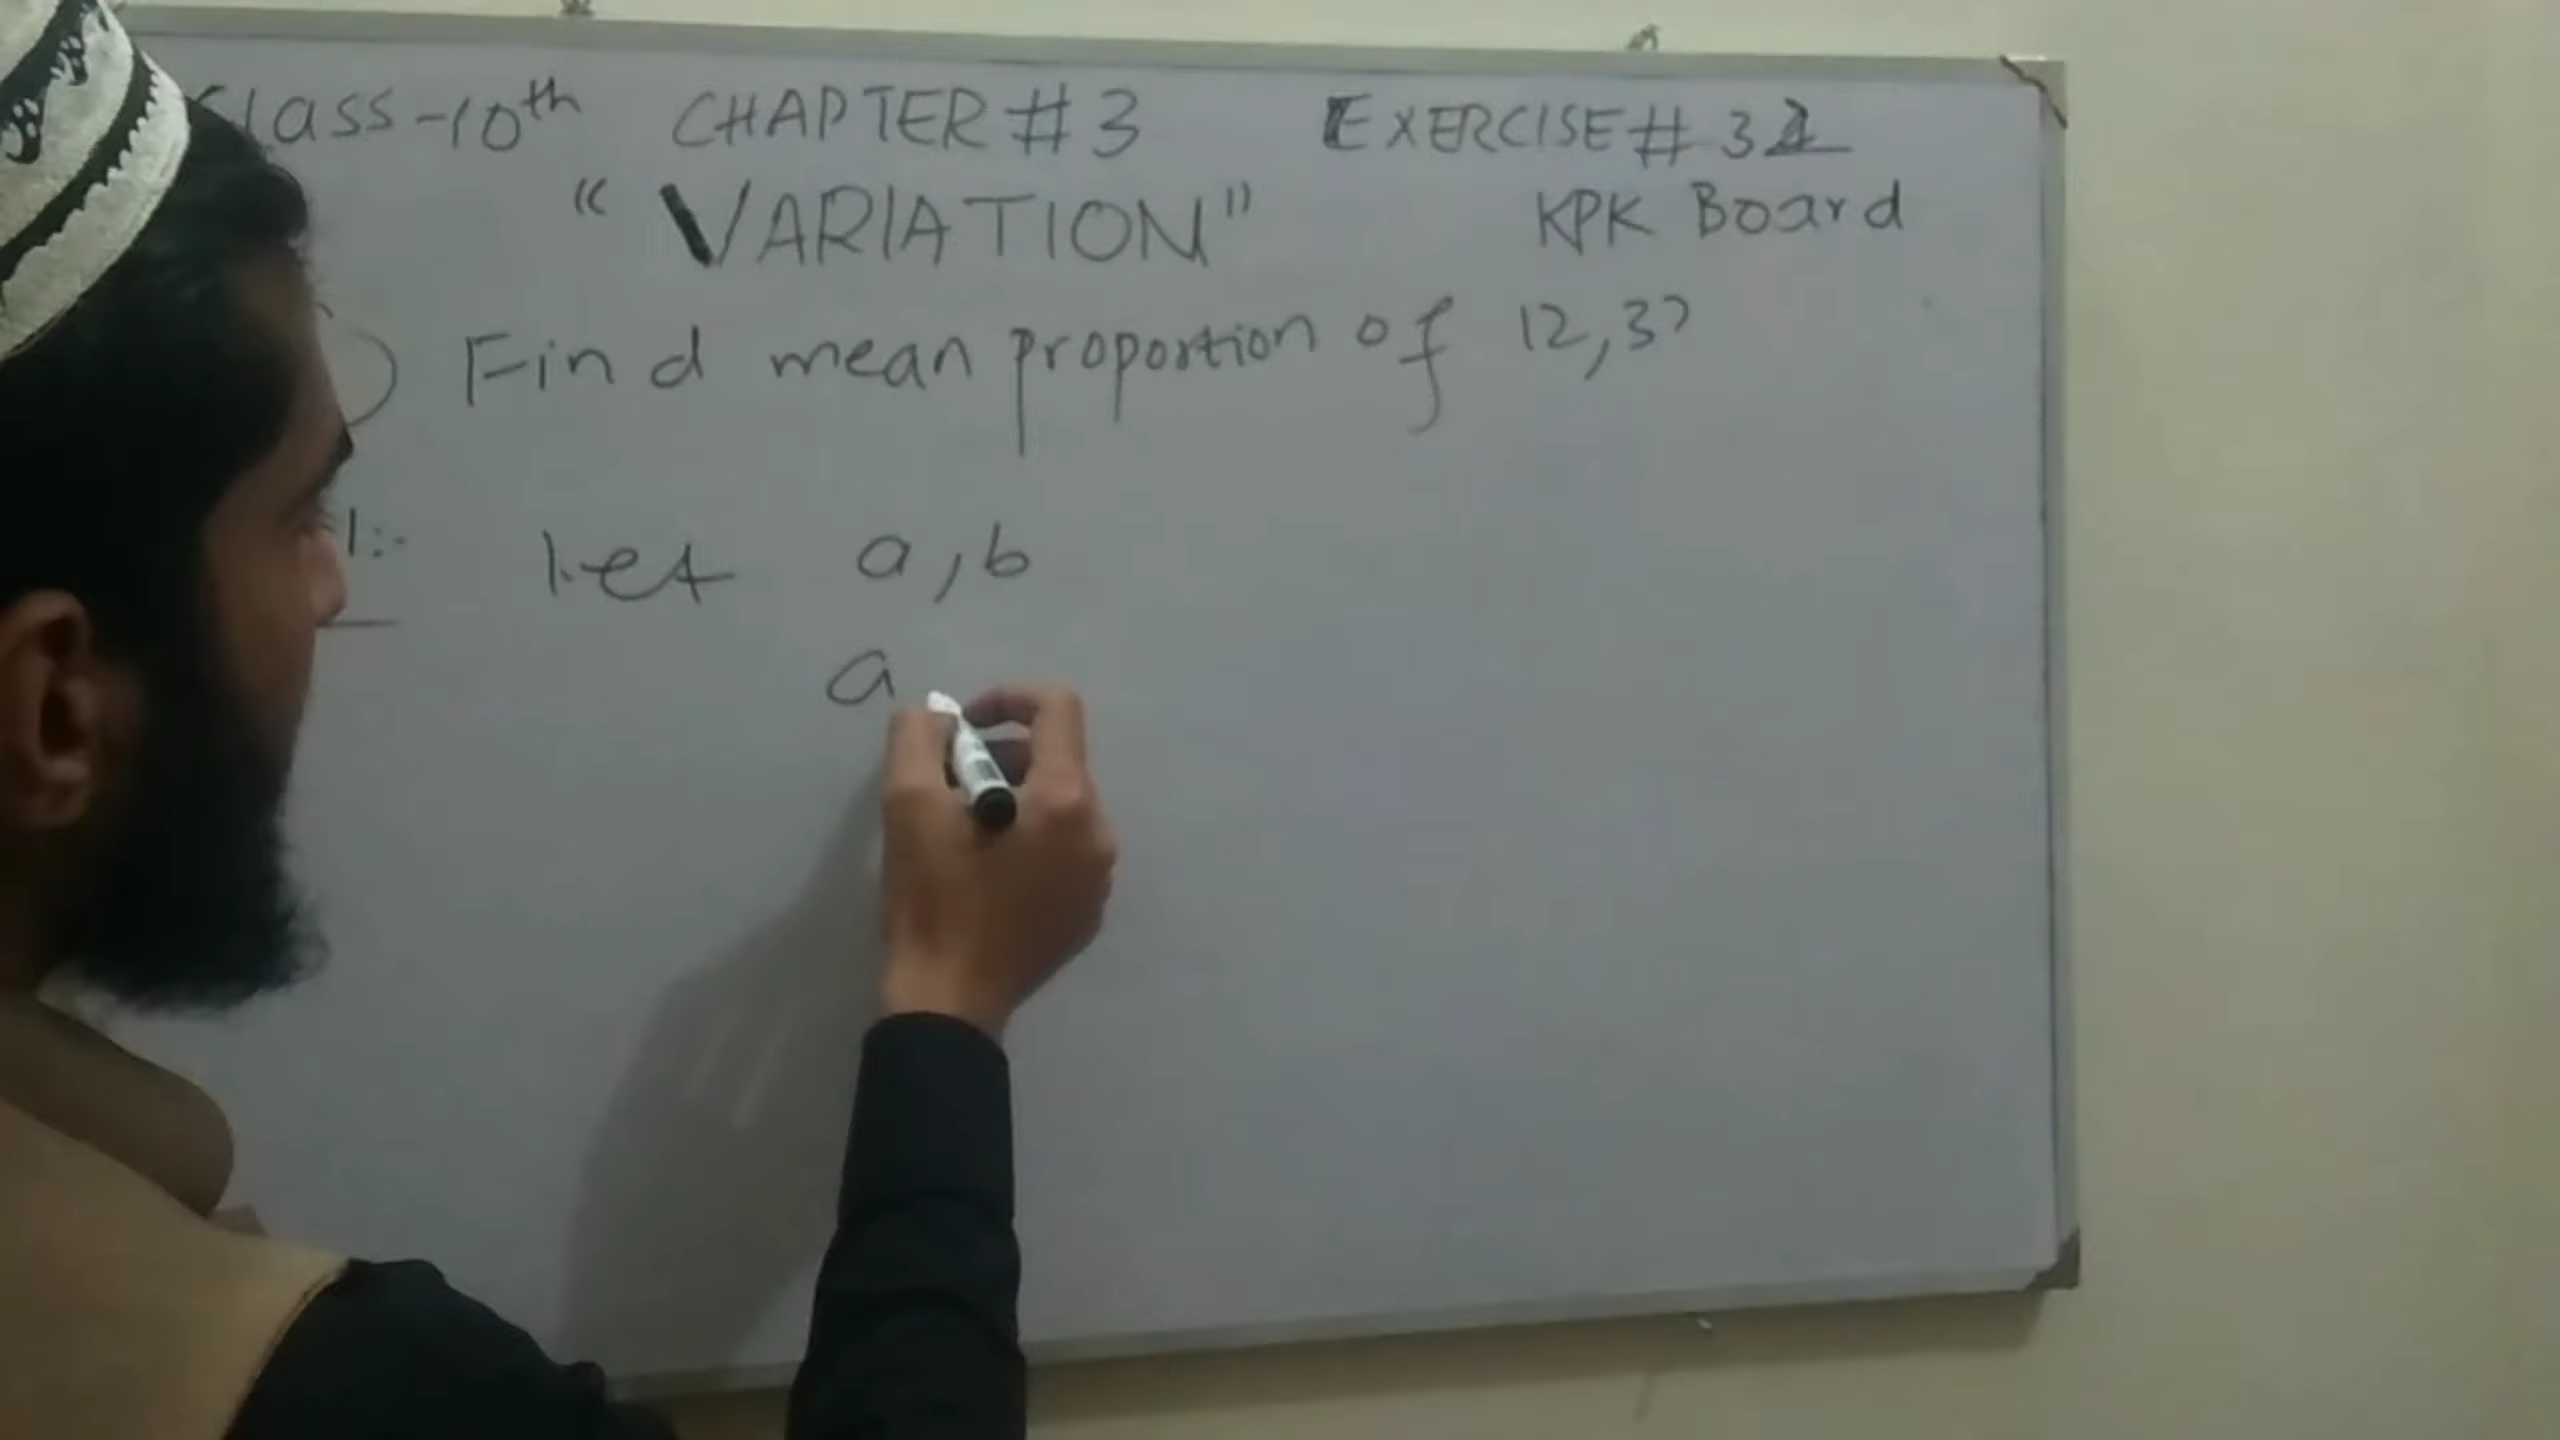 Class-10th CHAPTER # 3 EXERCISE # 3.2
"VARIATION" KPK Board
) Find mean proportion of 12,3?
l:- Let a,b
a